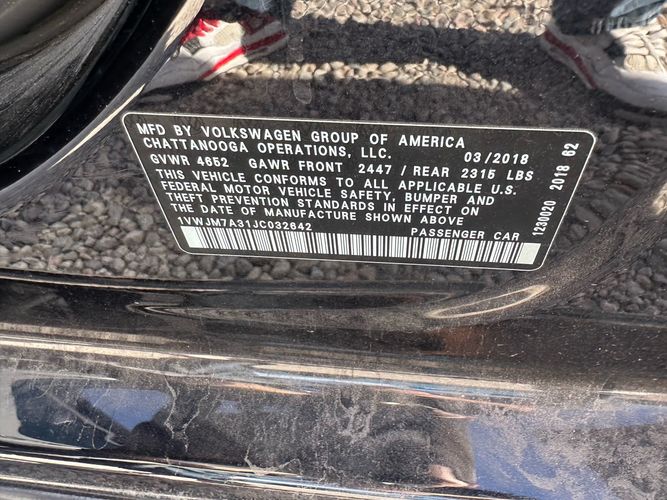 MFD BY VOLKSWAGEN GROUP OF AMERICA
CHATTANOOGA OPERATIONS, LLC. 03/2018
GVWR 4652 GAWR FRONT 2447 / REAR 2315 LBS
THIS VEHICLE CONFORMS TO ALL APPLICABLE U.S.
FEDERAL MOTOR VEHICLE SAFETY, BUMPER AND
THEFT PREVENTION STANDARDS IN EFFECT ON
THE DATE OF MANUFACTURE SHOWN ABOVE
1VWJM7A31JC032642 PASSENGER CAR
1230020 2018 62